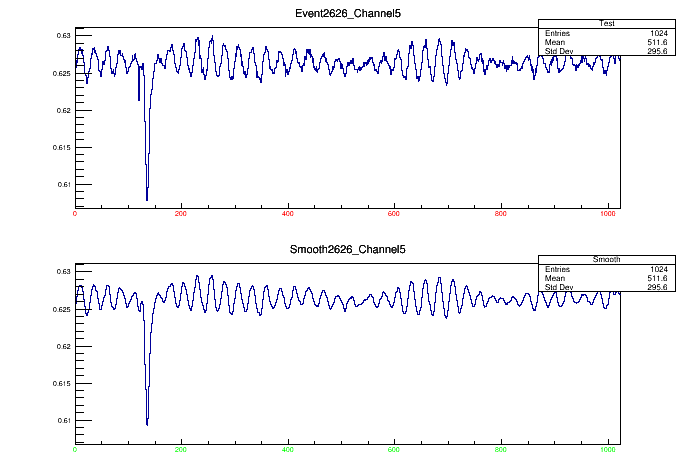 Event2626_Channel5
Test
Entries 1024
Mean 511.6
Std Dev 295.6
0.63
0.625
0.62
0.615
0.61
0 200 400 600 800 1000
Smooth2626_Channel5
Smooth
Entries 1024
Mean 511.6
Std Dev 295.6
0.63
0.625
0.62
0.615
0.61
0 200 400 600 800 1000